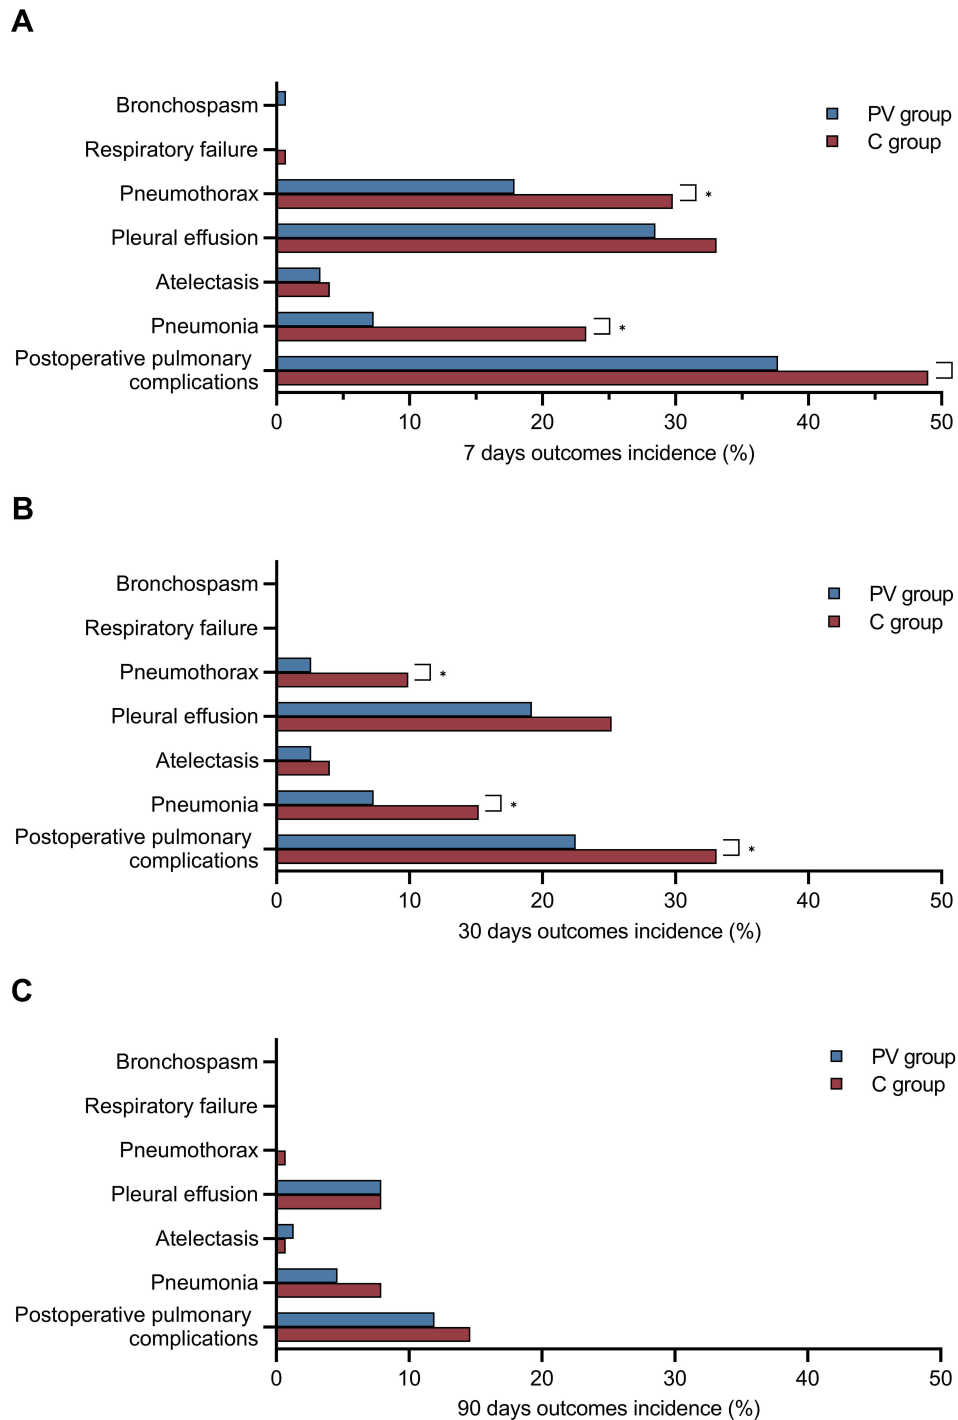 A
Bronchospasm
Respiratory failure
Pneumothorax
Pleural effusion
Atelectasis
Pneumonia
Postoperative pulmonary
complications
PV group
C group
*
*
0 10 20 30 40 50
7 days outcomes incidence (%)
B
Bronchospasm
Respiratory failure
Pneumothorax
Pleural effusion
Atelectasis
Pneumonia
Postoperative pulmonary
complications
PV group
C group
*
*
*
0 10 20 30 40 50
30 days outcomes incidence (%)
C
Bronchospasm
Respiratory failure
Pneumothorax
Pleural effusion
Atelectasis
Pneumonia
Postoperative pulmonary
complications
PV group
C group
0 10 20 30 40 50
90 days outcomes incidence (%)